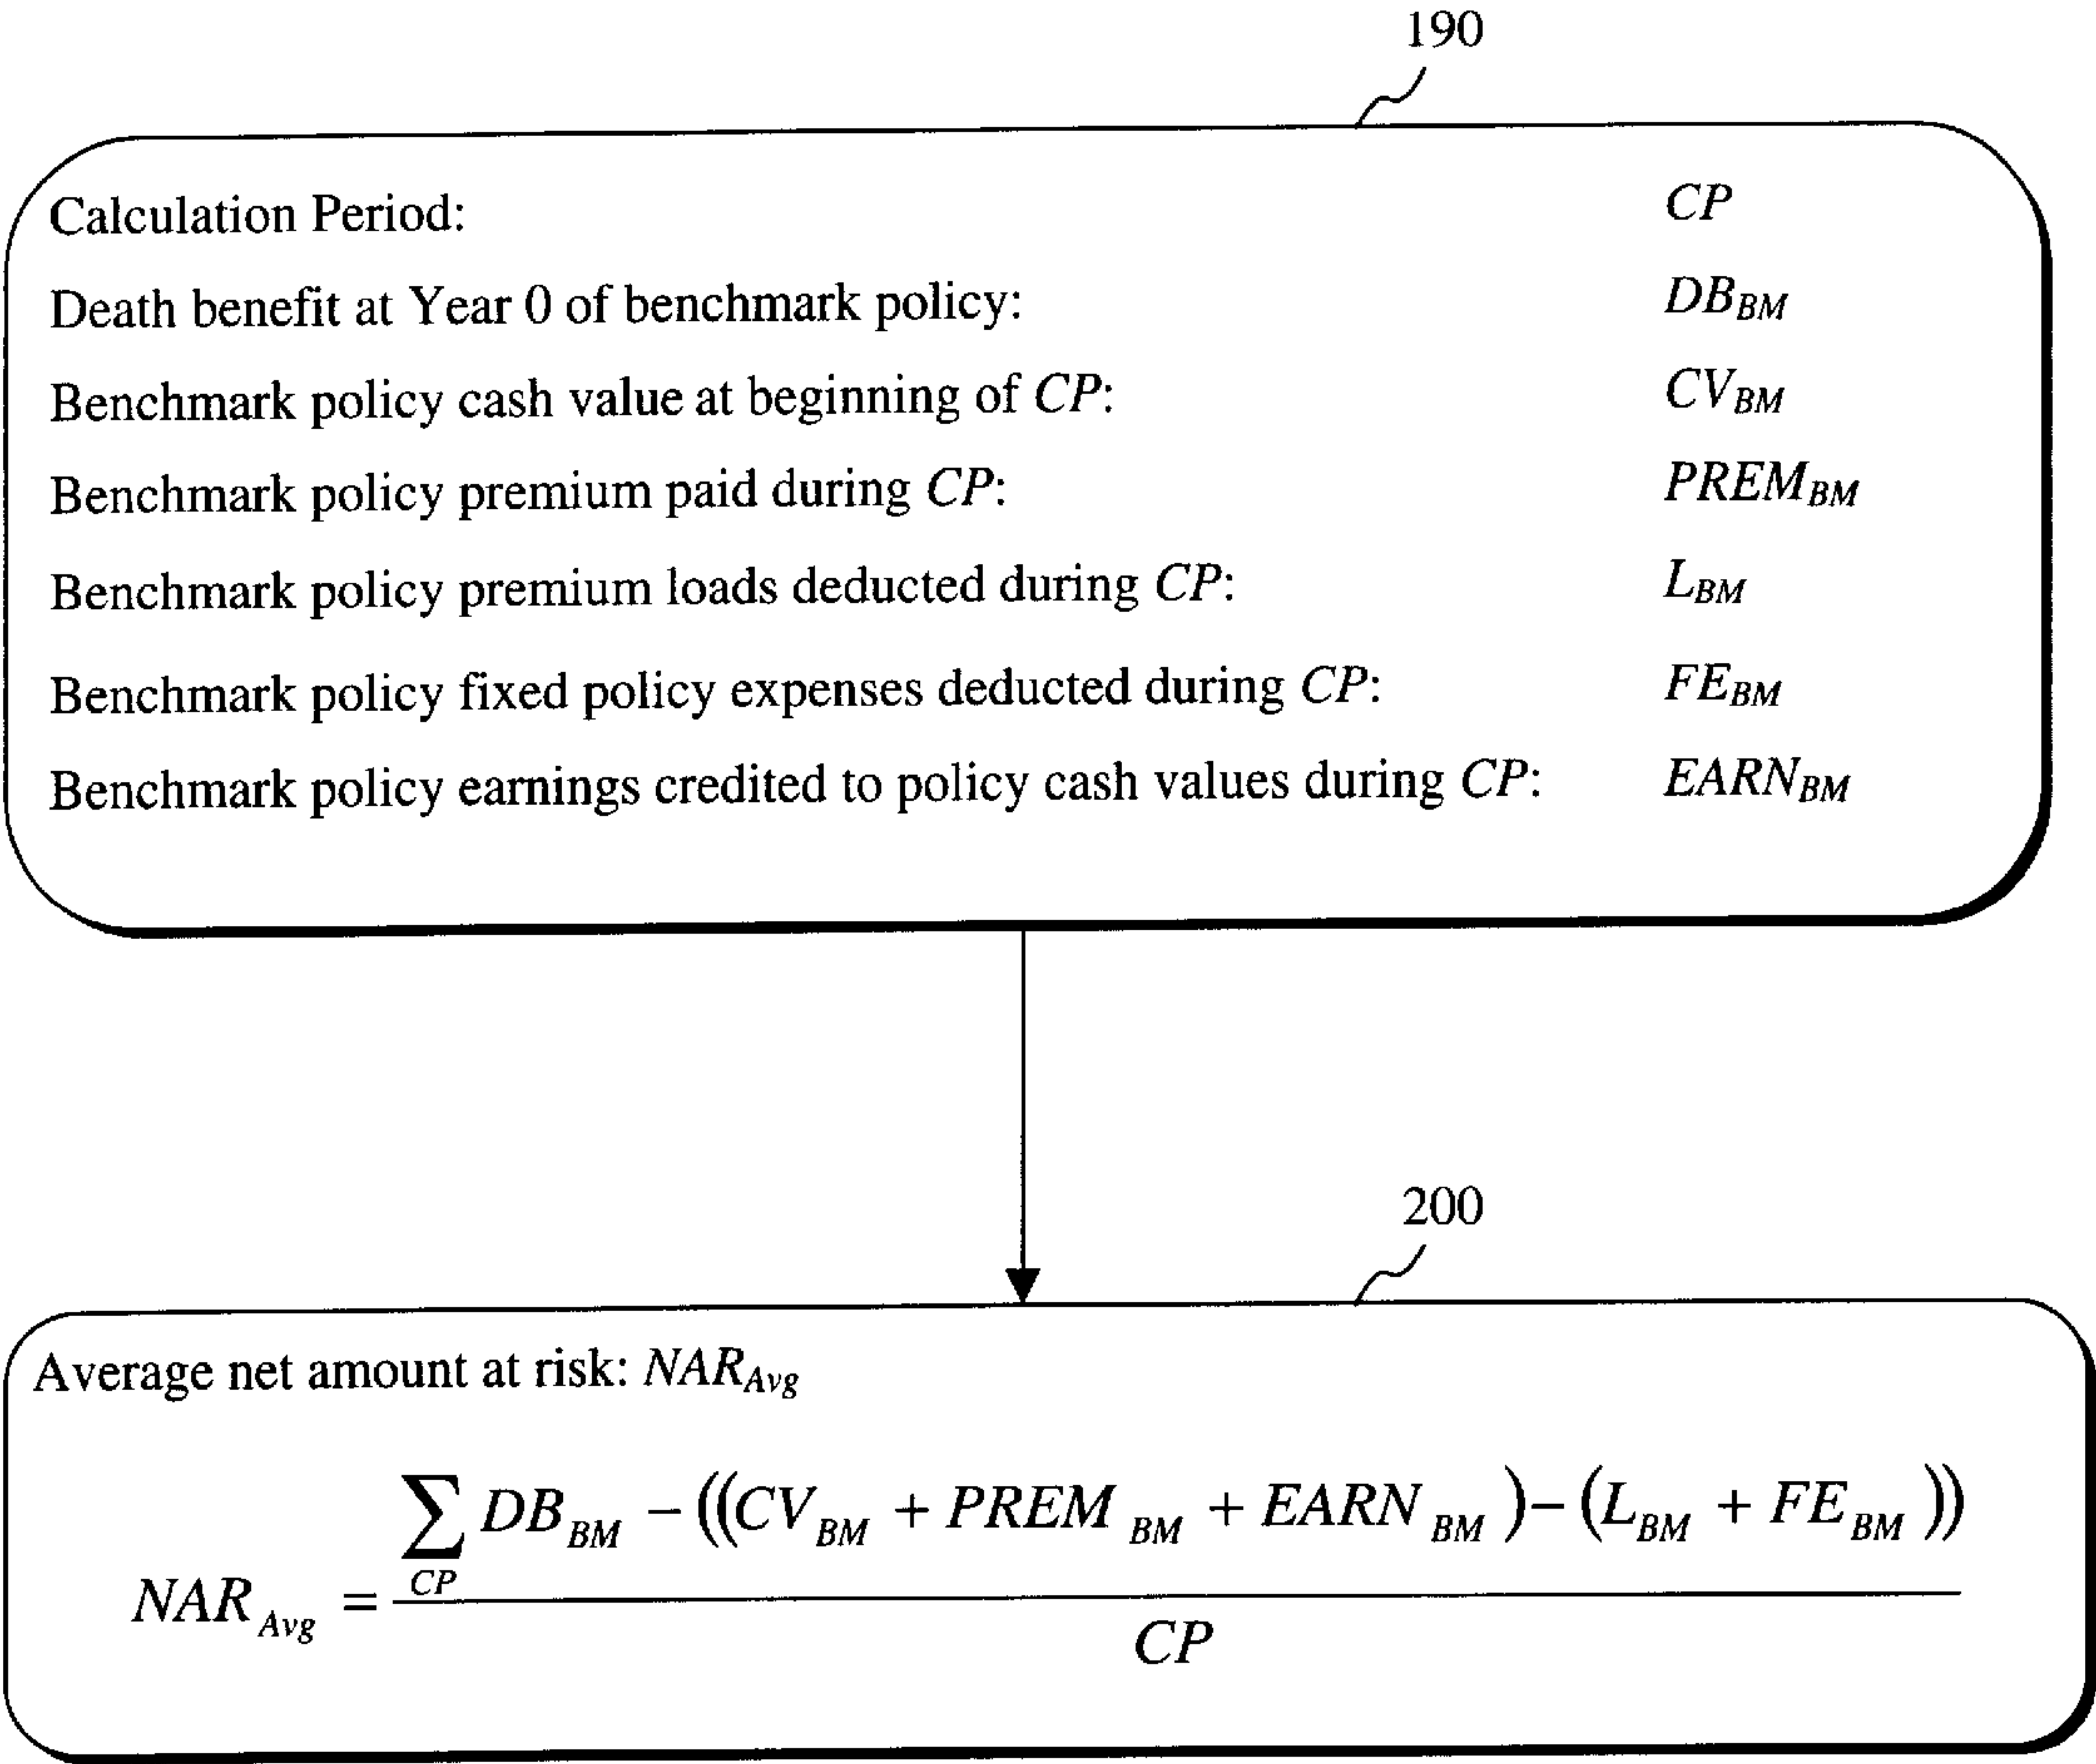 190
Calculation Period: CP
Death benefit at Year 0 of benchmark policy: DB_BM
Benchmark policy cash value at beginning of CP: CV_BM
Benchmark policy premium paid during CP: PREM_BM
Benchmark policy premium loads deducted during CP: L_BM
Benchmark policy fixed policy expenses deducted during CP: FE_BM
Benchmark policy earnings credited to policy cash values during CP: EARN_BM
200
Average net amount at risk: NAR_Avg
∑ DB_BM − ((CV_BM + PREM_BM + EARN_BM) − (L_BM + FE_BM))
CP
NAR_Avg =
CP